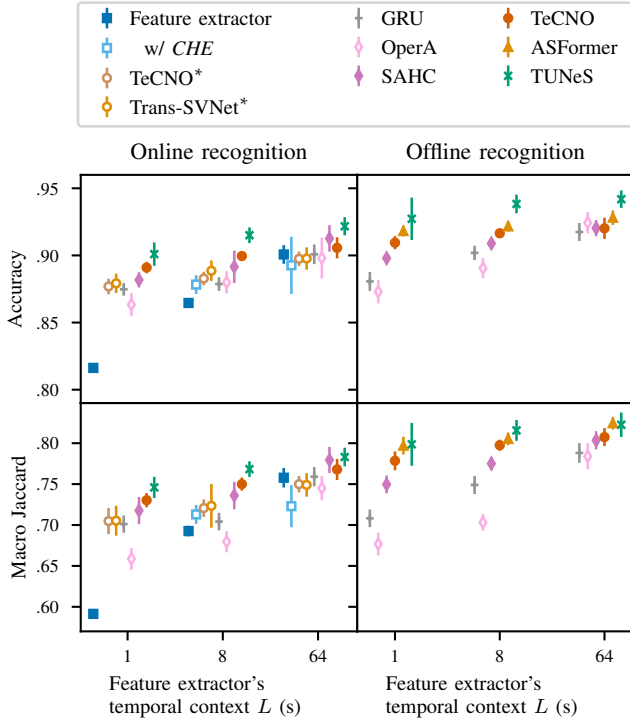 Feature extractor
w/ CHE
TeCNO*
Trans-SVNet*
GRU
OperA
SAHC
TeCNO
ASFormer
TUNeS
Online recognition
Offline recognition
Accuracy
.95
.90
.85
.80
Macro Jaccard
.80
.75
.70
.65
.60
1 8 64
1 8 64
Feature extractor's
temporal context L (s)
Feature extractor's
temporal context L (s)